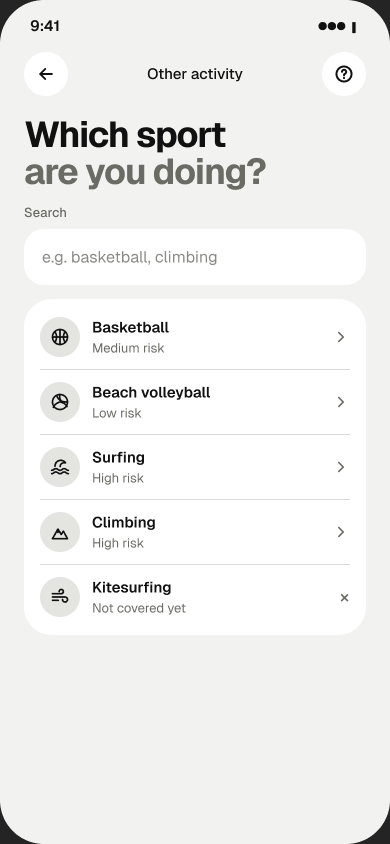 9:41
Other activity
Which sport
are you doing?
Search
e.g. basketball, climbing
Basketball
Medium risk
Beach volleyball
Low risk
Surfing
High risk
Climbing
High risk
Kitesurfing
Not covered yet